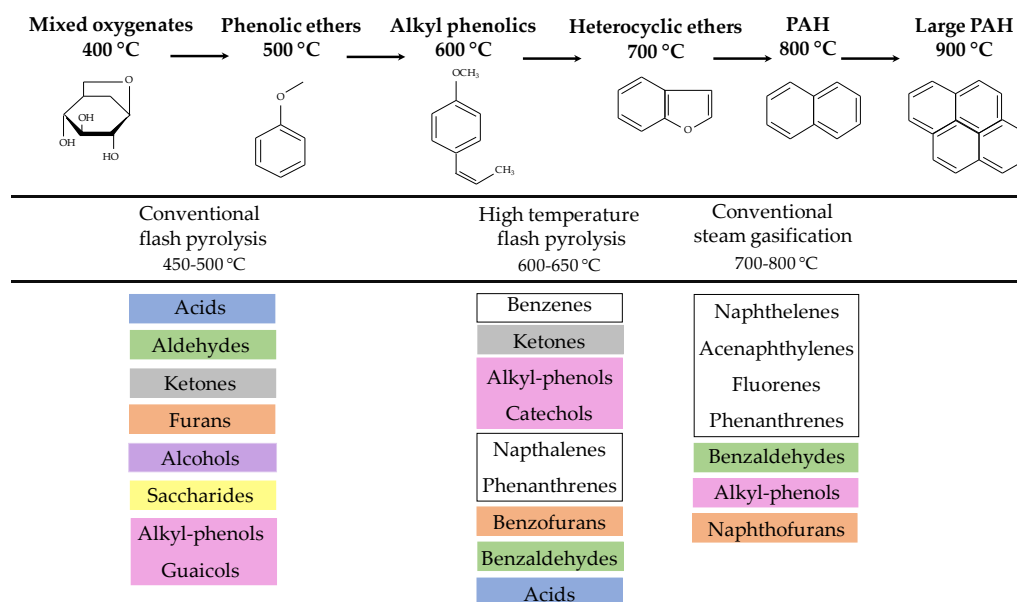 Mixed oxygenates
400 °C
Phenolic ethers
500 °C
Alkyl phenolics
600 °C
Heterocyclic ethers
700 °C
PAH
800 °C
Large PAH
900 °C
O
OH
OH
HO
O
OCH3
CH3
O
Conventional
flash pyrolysis
450-500 °C
High temperature
flash pyrolysis
600-650 °C
Conventional
steam gasification
700-800 °C
Acids
Aldehydes
Ketones
Furans
Alcohols
Saccharides
Alkyl-phenols
Guaicols
Benzenes
Ketones
Alkyl-phenols
Catechols
Napthalenes
Phenanthrenes
Benzofurans
Benzaldehydes
Acids
Naphthelenes
Acenaphthylenes
Fluorenes
Phenanthrenes
Benzaldehydes
Alkyl-phenols
Naphthofurans